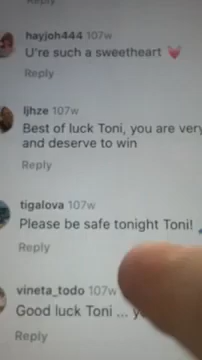 Reply
hayjoh444 107w
U're such a sweetheart
Reply
ljhze 107w
Best of luck Toni, you are very
and deserve to win
Reply
tigalova 107w
Please be safe tonight Toni!
Reply
vineta_todo 107w
Good luck Toni ...
Reply